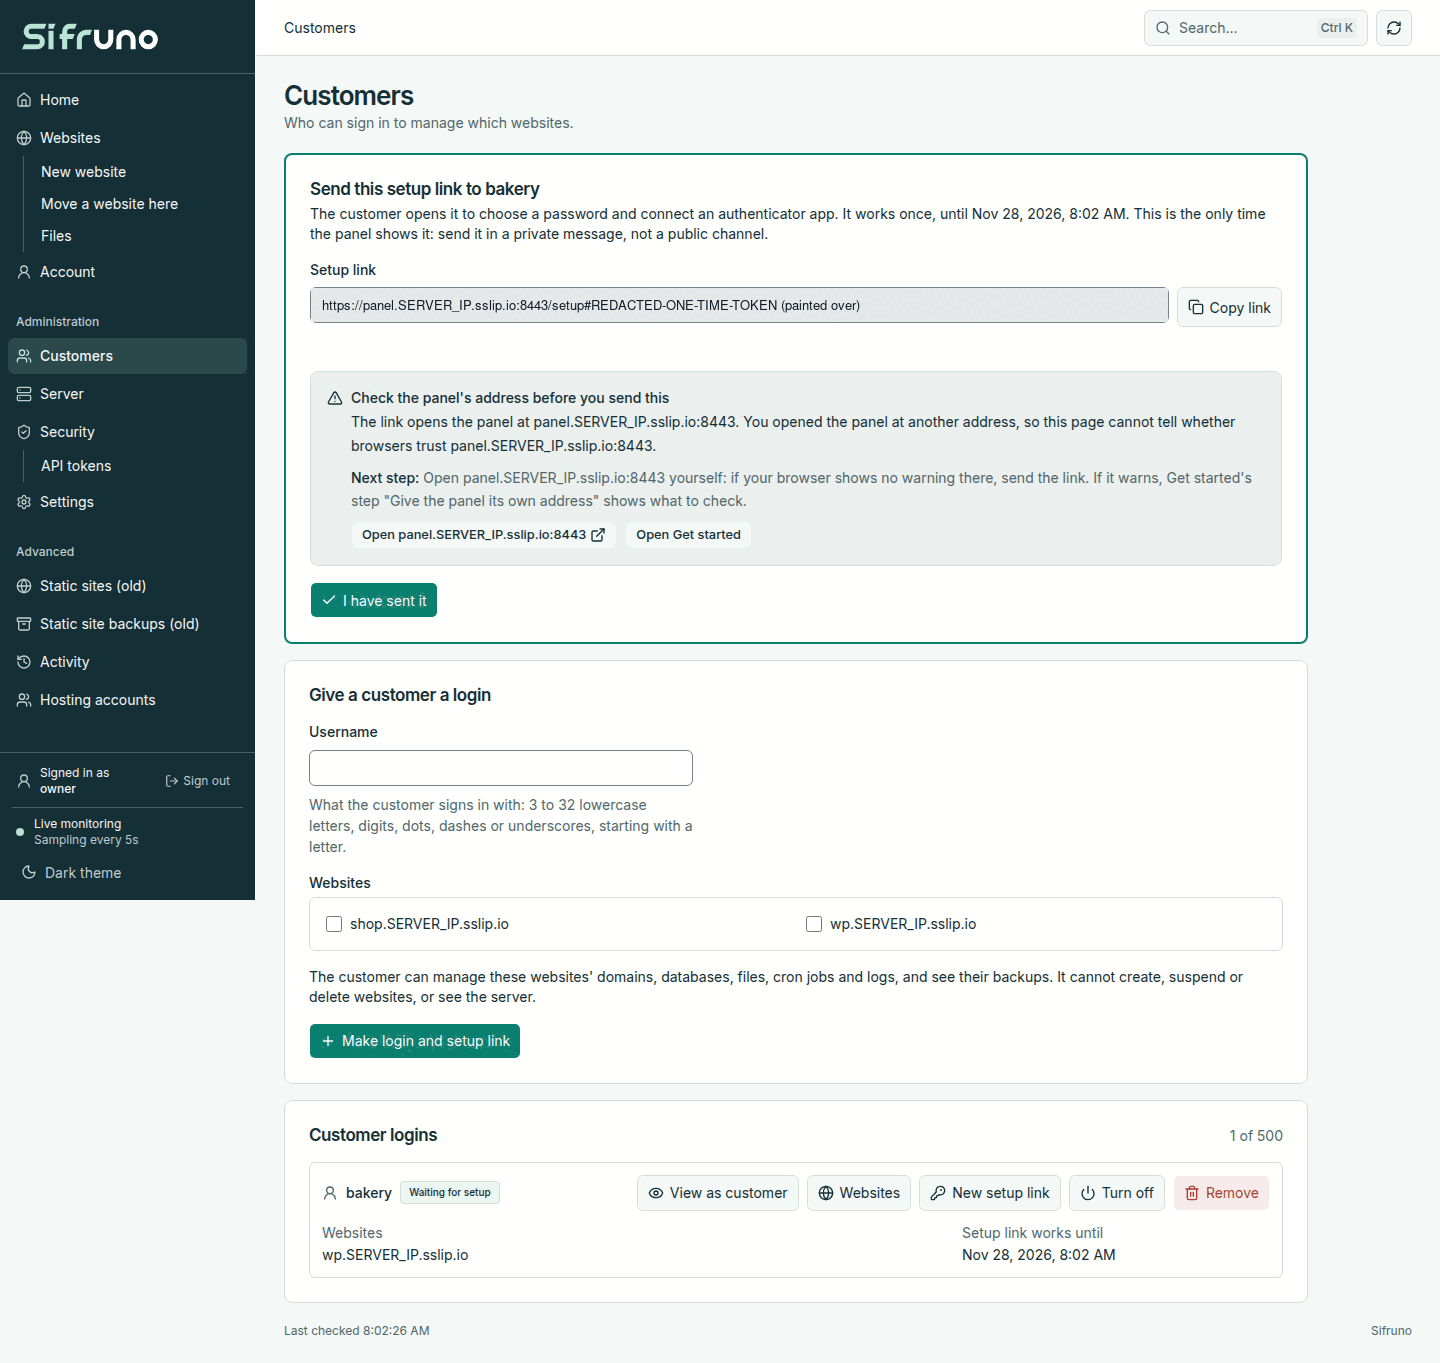 Sifruno
Customers
Search...
Ctrl K
Home
Websites
New website
Move a website here
Files
Account
Administration
Customers
Server
Security
API tokens
Settings
Advanced
Static sites (old)
Static site backups (old)
Activity
Hosting accounts
Signed in as
owner
Sign out
Live monitoring
Sampling every 5s
Dark theme
Customers
Who can sign in to manage which websites.
Send this setup link to bakery
The customer opens it to choose a password and connect an authenticator app. It works once, until Nov 28, 2026, 8:02 AM. This is the only time
the panel shows it: send it in a private message, not a public channel.
Setup link
https://panel.SERVER_IP.sslip.io:8443/setup#REDACTED-ONE-TIME-TOKEN (painted over)
Copy link
Check the panel's address before you send this
The link opens the panel at panel.SERVER_IP.sslip.io:8443. You opened the panel at another address, so this page cannot tell whether
browsers trust panel.SERVER_IP.sslip.io:8443.
Next step: Open panel.SERVER_IP.sslip.io:8443 yourself: if your browser shows no warning there, send the link. If it warns, Get started's
step "Give the panel its own address" shows what to check.
Open panel.SERVER_IP.sslip.io:8443
Open Get started
I have sent it
Give a customer a login
Username
What the customer signs in with: 3 to 32 lowercase
letters, digits, dots, dashes or underscores, starting with a
letter.
Websites
shop.SERVER_IP.sslip.io
wp.SERVER_IP.sslip.io
The customer can manage these websites' domains, databases, files, cron jobs and logs, and see their backups. It cannot create, suspend or
delete websites, or see the server.
Make login and setup link
Customer logins
1 of 500
bakery
Waiting for setup
View as customer
Websites
New setup link
Turn off
Remove
Websites
Setup link works until
wp.SERVER_IP.sslip.io
Nov 28, 2026, 8:02 AM
Last checked 8:02:26 AM
Sifruno